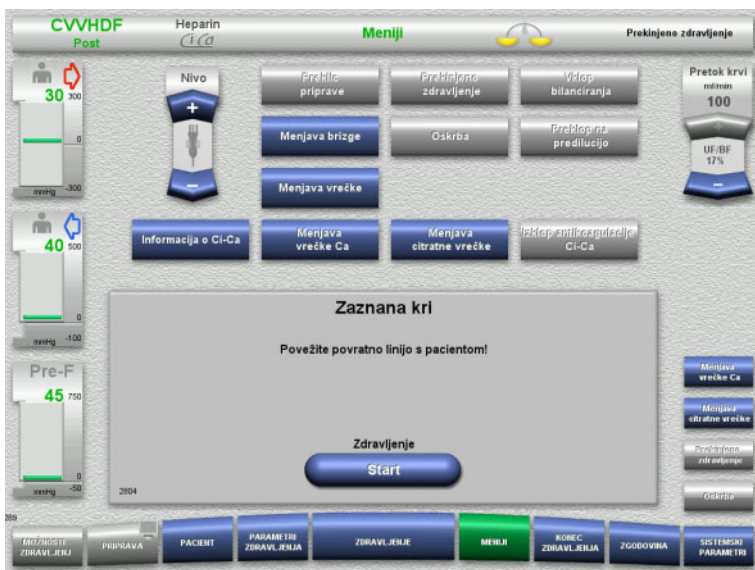 CVVHDF
Post
Heparin
Ci Ca
Meniji
Prekinjeno zdravljenje
30
300
0
mmHg
-300
Nivo
+
−
Preklic
priprave
Prekinjeno
zdravljenje
Vklop
bilanciranja
Menjava brizge
Oskrba
Preklop na
predilucijo
Menjava vrečke
Informacija o Ci-Ca
Menjava
vrečke Ca
Menjava
citratne vrečke
Izklop antikoagulacije
Ci-Ca
Pretok krvi
ml/min
100
+
UF/BF
17%
−
40
500
0
mmHg
-100
Pre-F
45
750
0
mmHg
-50
Zaznana kri
Povežite povratno linijo s pacientom!
Zdravljenje
Start
2804
Menjava
vrečke Ca
Menjava
citratne vrečke
Prekinjeno
zdravljenje
Oskrba
289
MOŽNOSTI
ZDRAVLJENJ
PRIPRAVA
PACIENT
PARAMETRI
ZDRAVLJENJA
ZDRAVLJENJE
MENIJI
KONEC
ZDRAVLJENJA
ZGODOVINA
SISTEMSKI
PARAMETRI